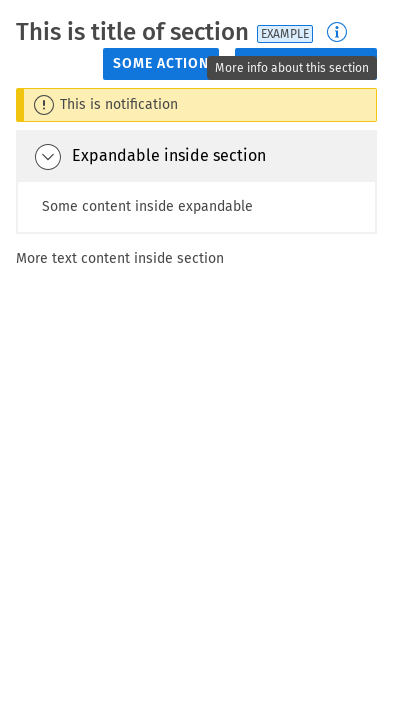 This is title of section EXAMPLE
SOME ACTION
More info about this section
This is notification
Expandable inside section
Some content inside expandable
More text content inside section